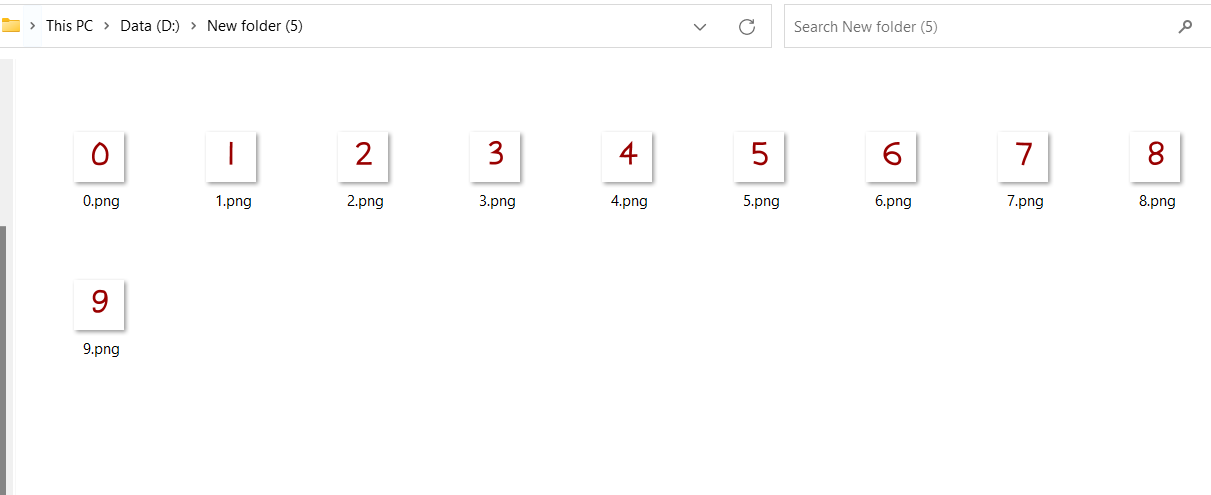 This PC > Data (D:) > New folder (5)
Search New folder (5)
0 1 2 3 4 5 6 7 8
0.png 1.png 2.png 3.png 4.png 5.png 6.png 7.png 8.png
9
9.png